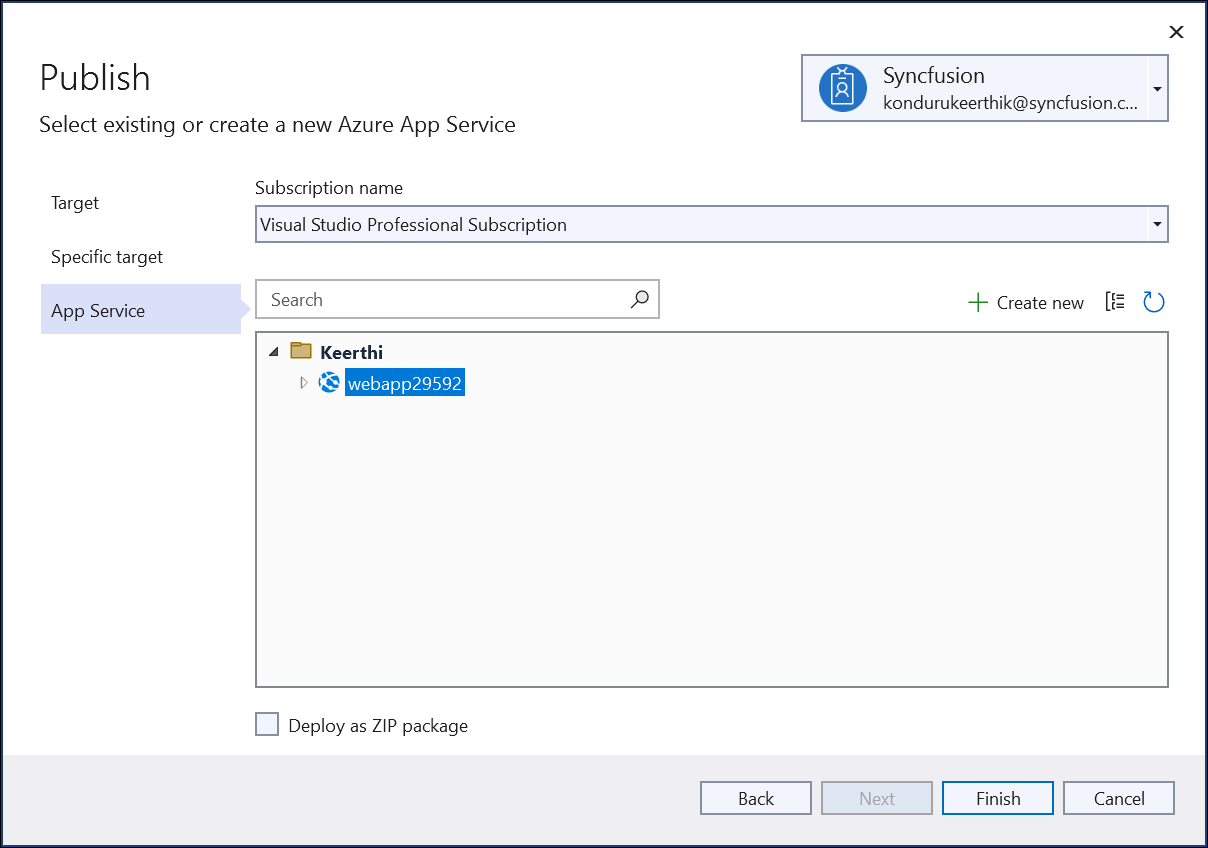 Publish
Select existing or create a new Azure App Service
Syncfusion
kondurukeerthik@syncfusion.c...
Target
Specific target
App Service
Subscription name
Visual Studio Professional Subscription
Search
Create new
Keerthi
webapp29592
Deploy as ZIP package
Back
Next
Finish
Cancel